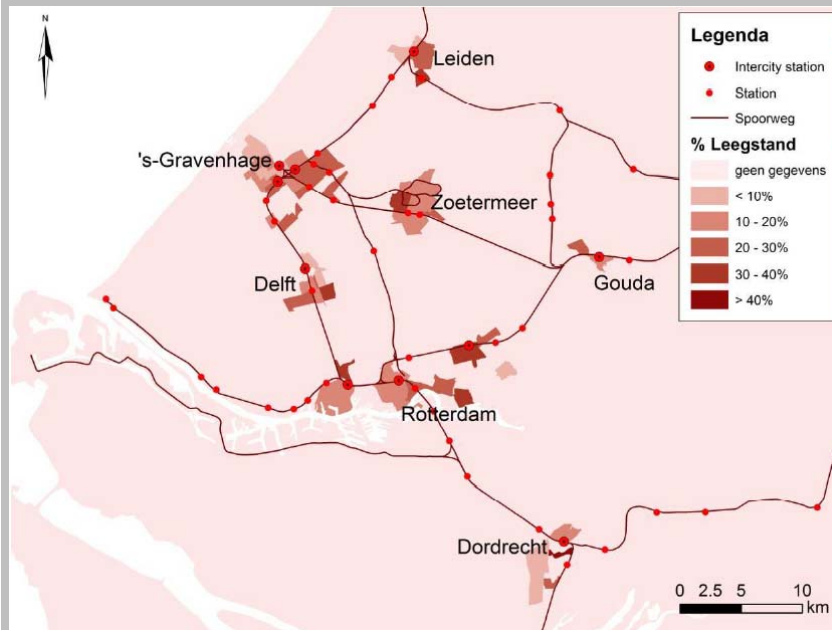 N
Leiden
's-Gravenhage
Zoetermeer
Delft
Gouda
Rotterdam
Dordrecht
Legenda
Intercity station
Station
Spoorweg
% Leegstand
geen gegevens
< 10%
10 - 20%
20 - 30%
30 - 40%
> 40%
0 2.5 5 10
km